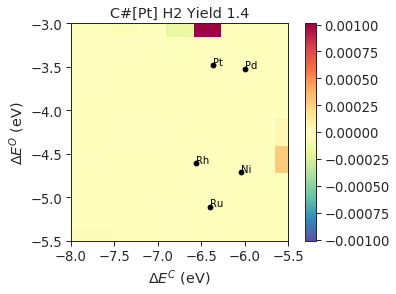 C#[Pt] H2 Yield 1.4
−3.0
−3.5
−4.0
−4.5
−5.0
−5.5
ΔE^O (eV)
Pt
Pd
Rh
Ni
Ru
−8.0 −7.5 −7.0 −6.5 −6.0 −5.5
ΔE^C (eV)
0.00100
0.00075
0.00050
0.00025
0.00000
−0.00025
−0.00050
−0.00075
−0.00100